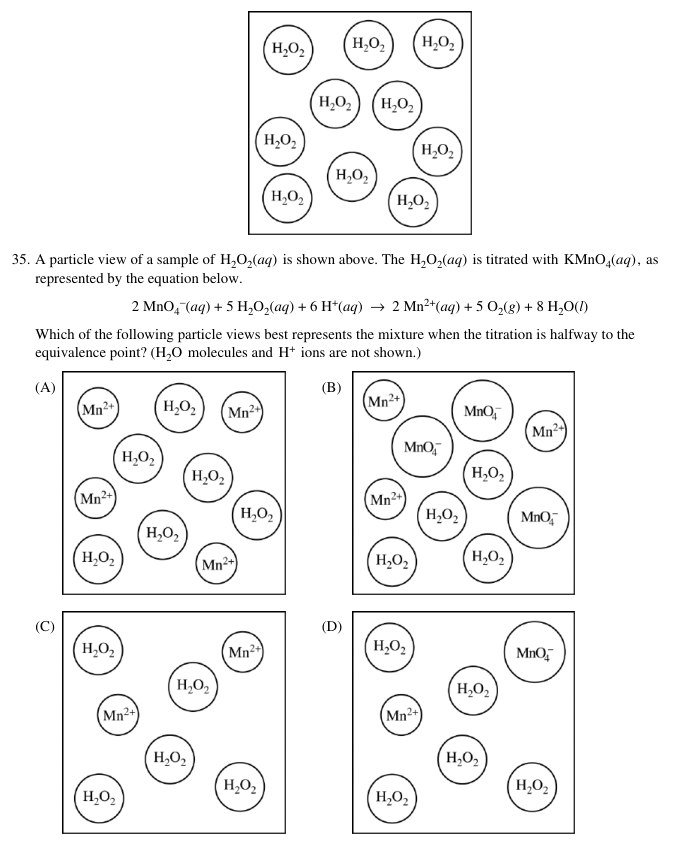 H₂O₂ H₂O₂ H₂O₂
H₂O₂ H₂O₂
H₂O₂ H₂O₂
H₂O₂
H₂O₂ H₂O₂
35. A particle view of a sample of H₂O₂(aq) is shown above. The H₂O₂(aq) is titrated with KMnO₄(aq), as
represented by the equation below.
2 MnO₄⁻(aq) + 5 H₂O₂(aq) + 6 H⁺(aq) → 2 Mn²⁺(aq) + 5 O₂(g) + 8 H₂O(l)
Which of the following particle views best represents the mixture when the titration is halfway to the
equivalence point? (H₂O molecules and H⁺ ions are not shown.)
(A)
Mn²⁺ H₂O₂ Mn²⁺
H₂O₂
H₂O₂
Mn²⁺
H₂O₂
H₂O₂
H₂O₂ Mn²⁺
(B)
Mn²⁺ MnO₄⁻
Mn²⁺
MnO₄⁻
H₂O₂
Mn²⁺
H₂O₂ MnO₄⁻
H₂O₂ H₂O₂
(C)
H₂O₂ Mn²⁺
H₂O₂
Mn²⁺
H₂O₂
H₂O₂
H₂O₂
(D)
H₂O₂ MnO₄⁻
H₂O₂
Mn²⁺
H₂O₂
H₂O₂
H₂O₂